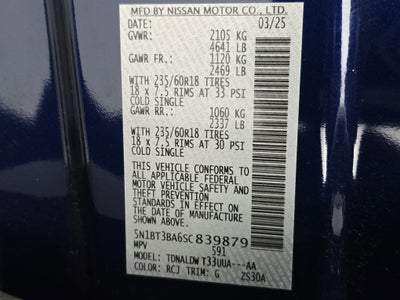 MFD BY NISSAN MOTOR CO., LTD.
03/25
GVWR: 2105 KG
4641 LB
GAWR FR.: 1120 KG
2469 LB
WITH 235/60R18 TIRES
18 x 7.5 RIMS AT 33 PSI
COLD SINGLE
GAWR RR.: 1060 KG
2337 LB
WITH 235/60R18 TIRES
18 x 7.5 RIMS AT 30 PSI
COLD SINGLE
THIS VEHICLE CONFORMS TO
ALL APPLICABLE FEDERAL
MOTOR VEHICLE SAFETY AND
THEFT PREVENTION
STANDARDS IN EFFECT ON
THE DATE OF MANUFACTURE
SHOWN ABOVE.
5N1BT3BA6SC 839879
MPV 591
MODEL: TDNALDW T33UUA---AA
COLOR: RCJ TRIM: G 2S30A